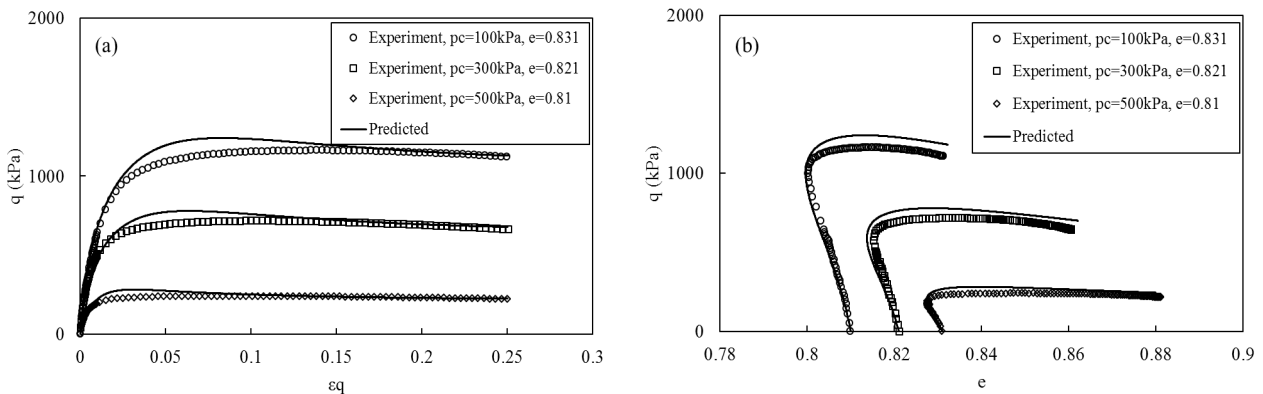 (a)
2000
1000
0
q (kPa)
Experiment, pc=100kPa, e=0.831
Experiment, pc=300kPa, e=0.821
Experiment, pc=500kPa, e=0.81
Predicted
0 0.05 0.1 0.15 0.2 0.25 0.3
εq
(b)
2000
1000
0
q (kPa)
Experiment, pc=100kPa, e=0.831
Experiment, pc=300kPa, e=0.821
Experiment, pc=500kPa, e=0.81
Predicted
0.78 0.8 0.82 0.84 0.86 0.88 0.9
e